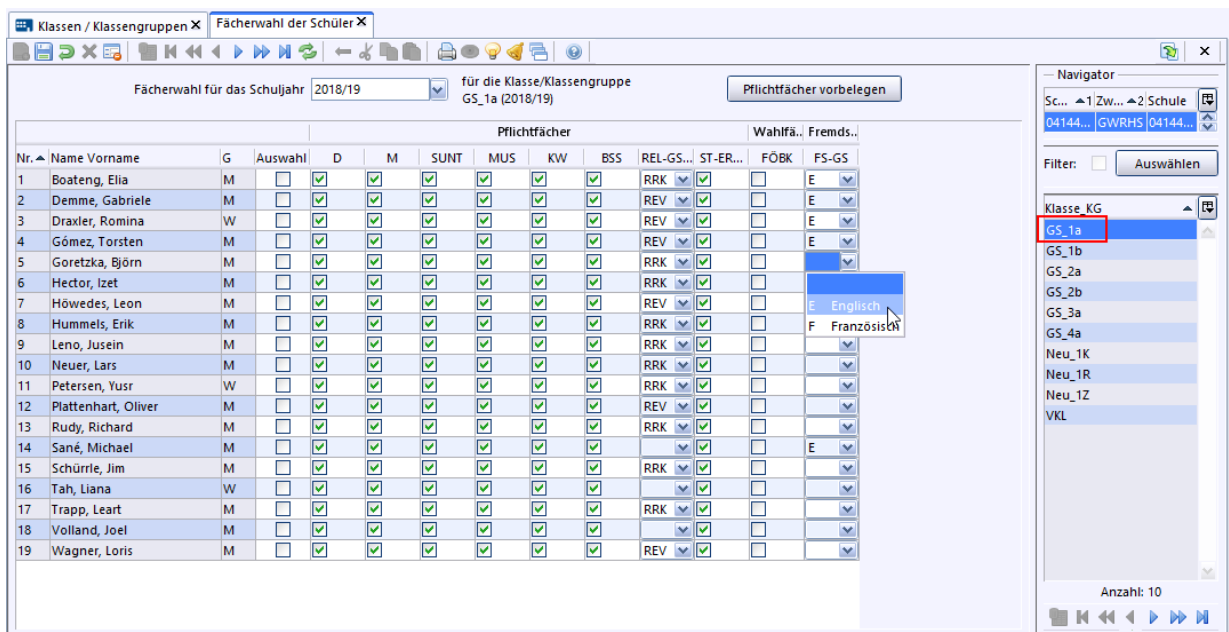 Klassen / Klassengruppen X Fächerwahl der Schüler X
Fächerwahl für das Schuljahr 2018/19
für die Klasse/Klassengruppe
GS_1a (2018/19)
Pflichtfächer vorbelegen
Pflichtfächer Wahlfä.. Fremds..
Nr. Name Vorname G Auswahl D M SUNT MUS KW BSS REL-GS... ST-ER... FÖBK FS-GS
1 Boateng, Elia M RRK E
2 Demme, Gabriele M REV E
3 Draxler, Romina W REV E
4 Gómez, Torsten M REV E
5 Goretzka, Björn M RRK
6 Hector, Izet M RRK
7 Höwedes, Leon M REV E Englisch
8 Hummels, Erik M RRK F Französisch
9 Leno, Jusein M RRK
10 Neuer, Lars M RRK
11 Petersen, Yusr W RRK
12 Plattenhart, Oliver M REV
13 Rudy, Richard M RRK
14 Sané, Michael M E
15 Schürrle, Jim M RRK
16 Tah, Liana W
17 Trapp, Leart M RRK
18 Volland, Joel M
19 Wagner, Loris M REV
Navigator
Sc... 1 Zw... 2 Schule
04144... GWRHS 04144...
Filter: Auswählen
Klasse_KG
GS_1a
GS_1b
GS_2a
GS_2b
GS_3a
GS_4a
Neu_1K
Neu_1R
Neu_1Z
VKL
Anzahl: 10